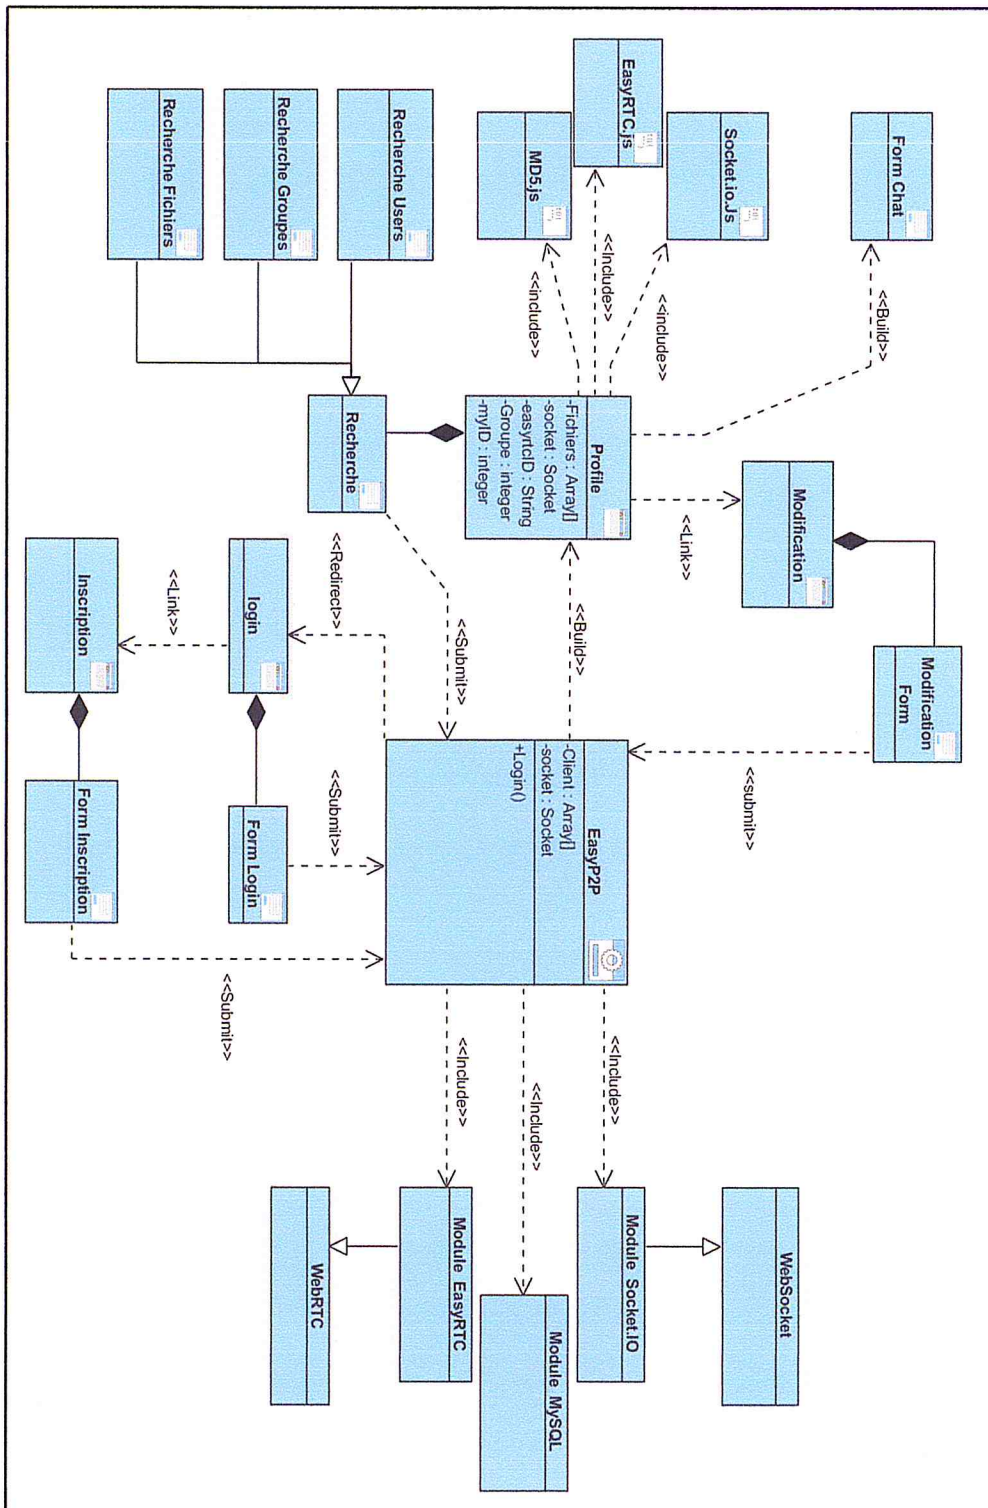 Form Chat
<<Build>>
Socket.io.Js
<<include>>
EasyRTC.js
<<Include>>
MD5.js
<<include>>
Recherche Users
Recherche Groupes
Recherche Fichiers
Modification
<<Link>>
Modification
Form
<<submit>>
Profile
-Fichiers : Array[]
-socket : Socket
-easyrtcID : String
-Groupe : integer
-myID : integer
Recherche
<<Submit>>
<<Build>>
<<Redirect>>
login
<<Link>>
Inscription
Form Login
<<Submit>>
Form Inscription
<<Submit>>
EasyP2P
-Client : Array[]
-socket : Socket
+Login()
<<Include>>
<<Include>>
<<Include>>
WebSocket
Module Socket.IO
Module MySQL
Module EasyRTC
WebRTC